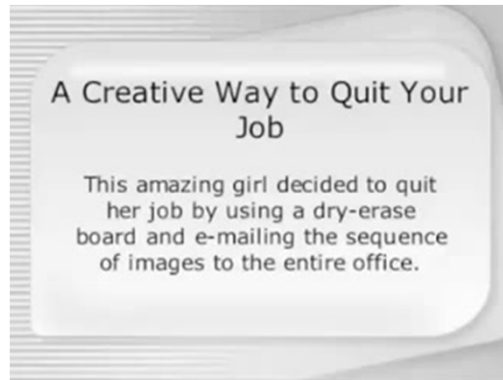 A Creative Way to Quit Your
Job
This amazing girl decided to quit
her job by using a dry-erase
board and e-mailing the sequence
of images to the entire office.